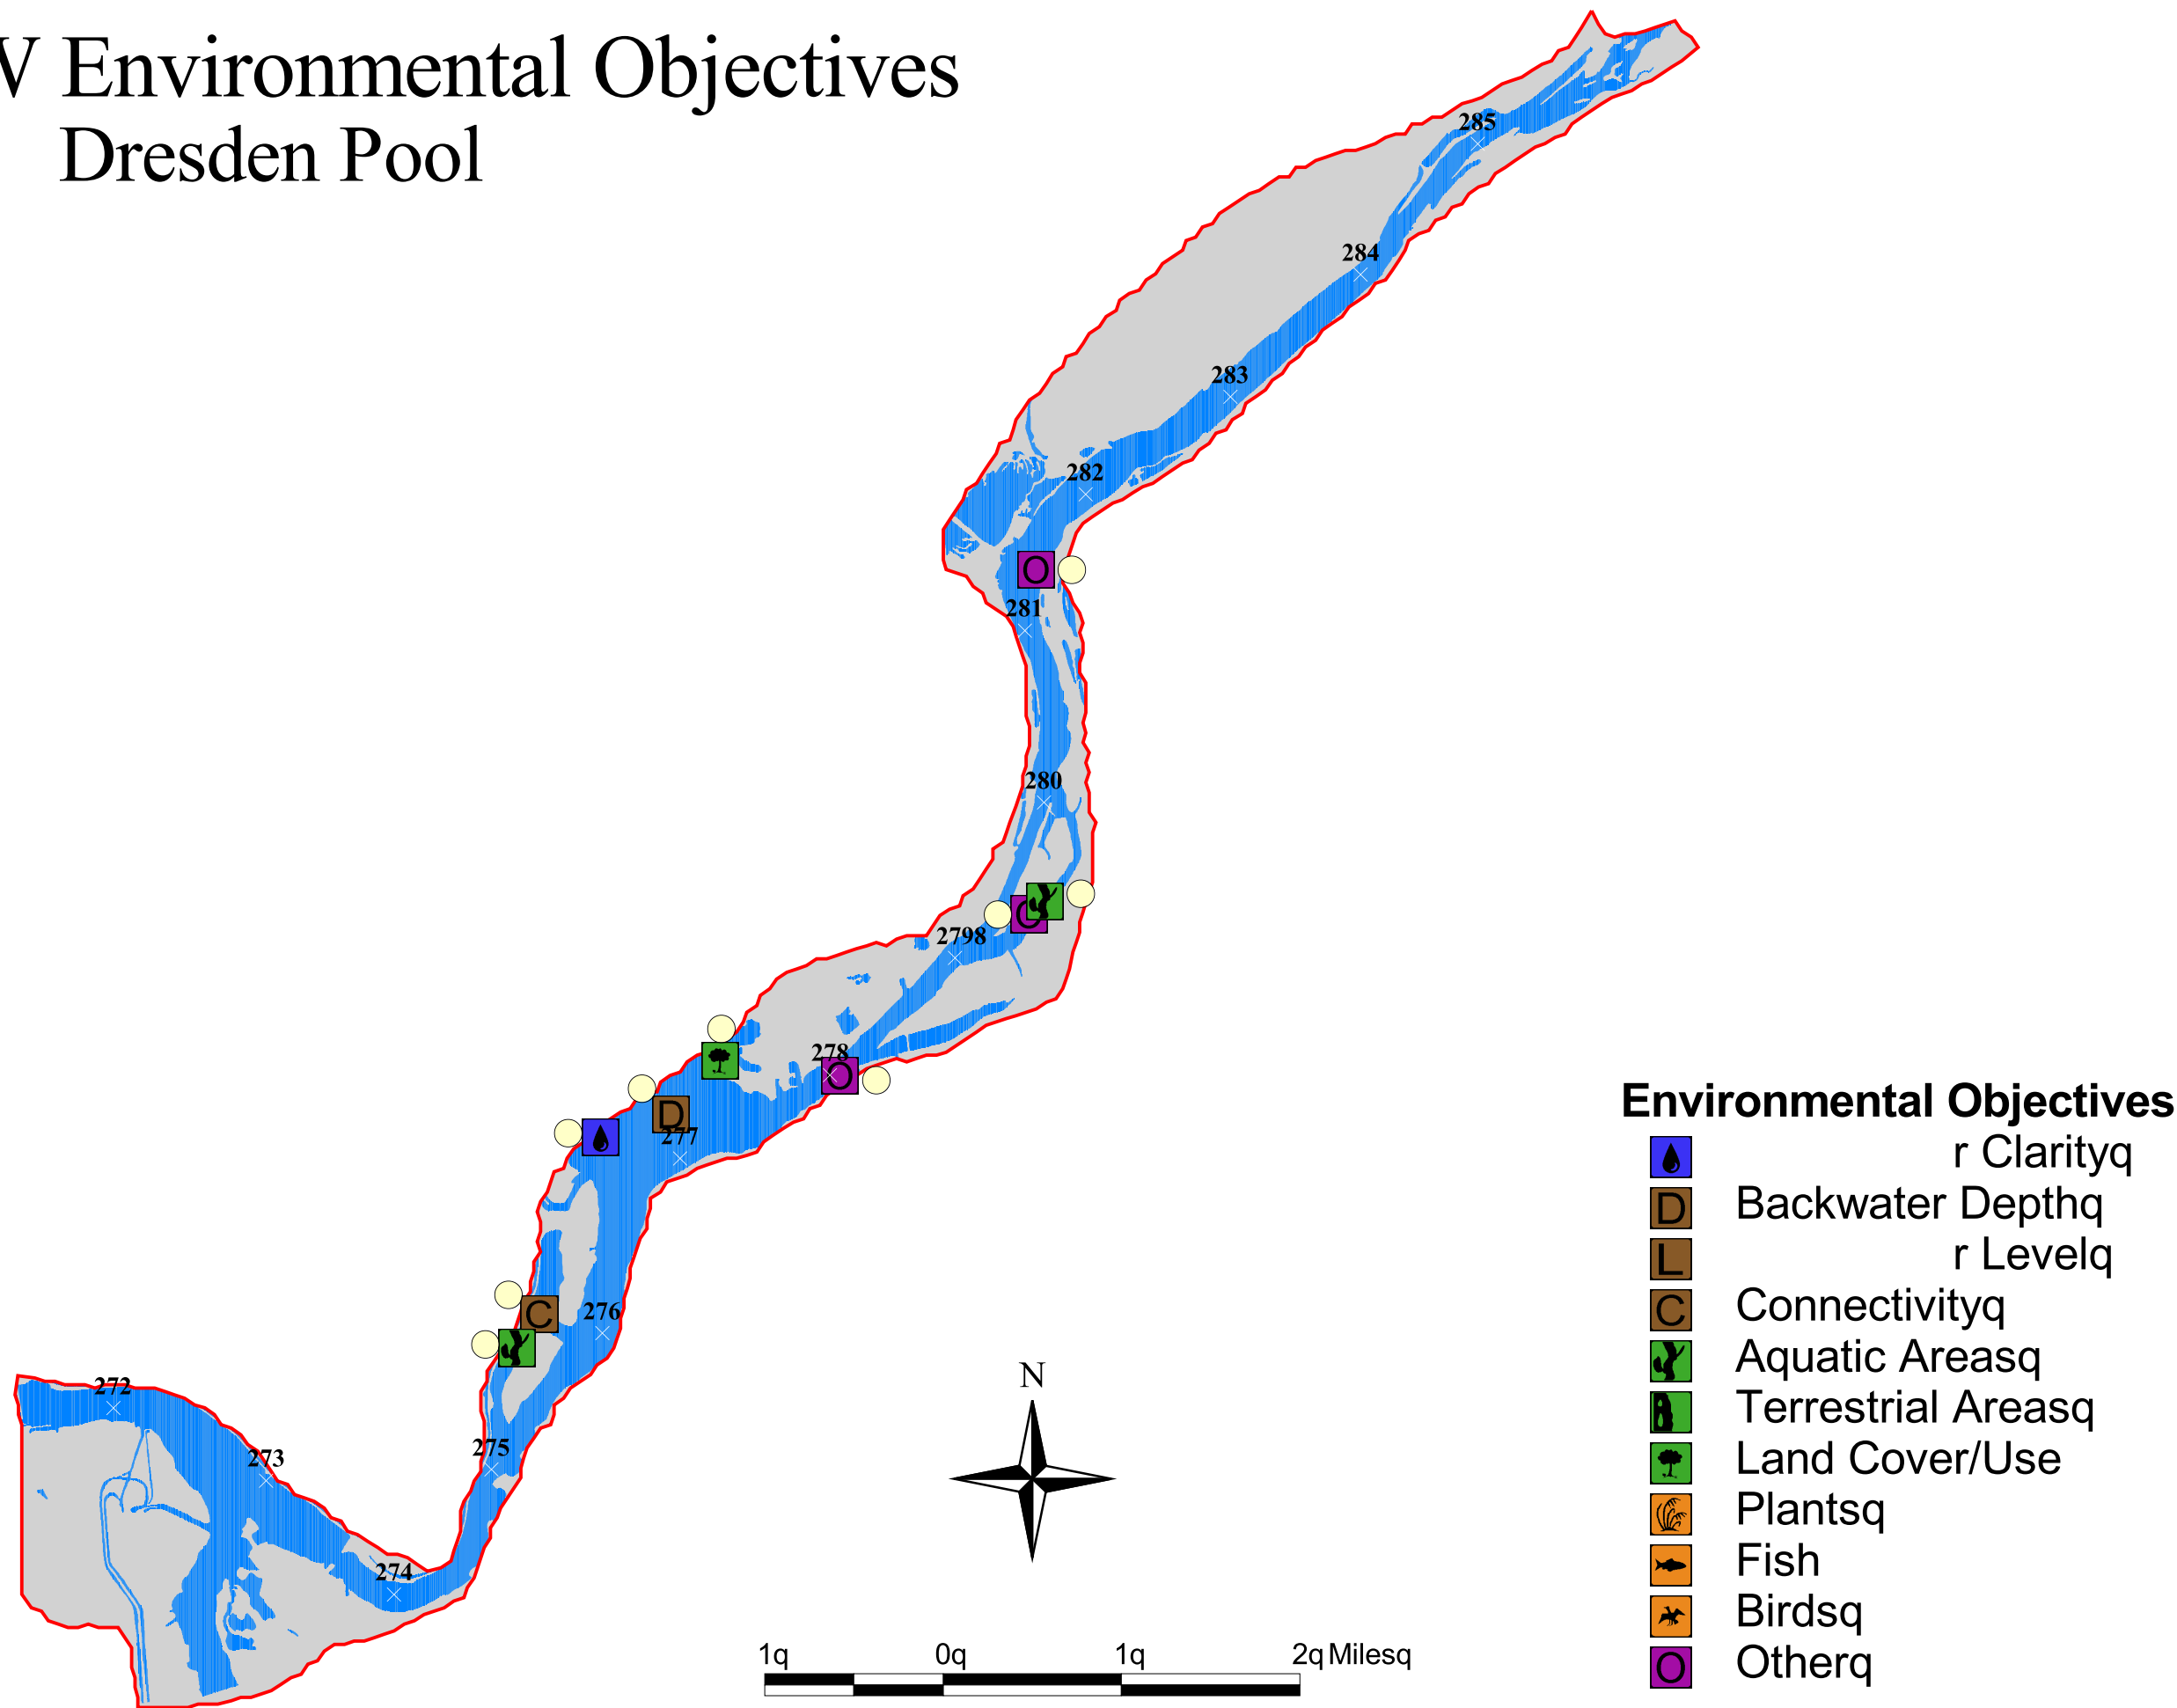 Environmental Objectives
Dresden Pool
285
284
283
282
O
281
280
2798
278
O
D
277
C
276
272
275
273
274
N
1q 0q 1q 2q Milesq
Environmental Objectives
r Clarityq
D Backwater Depthq
L r Levelq
C Connectivityq
Aquatic Areasq
Terrestrial Areasq
Land Cover/Use
Plantsq
Fish
Birdsq
O Otherq